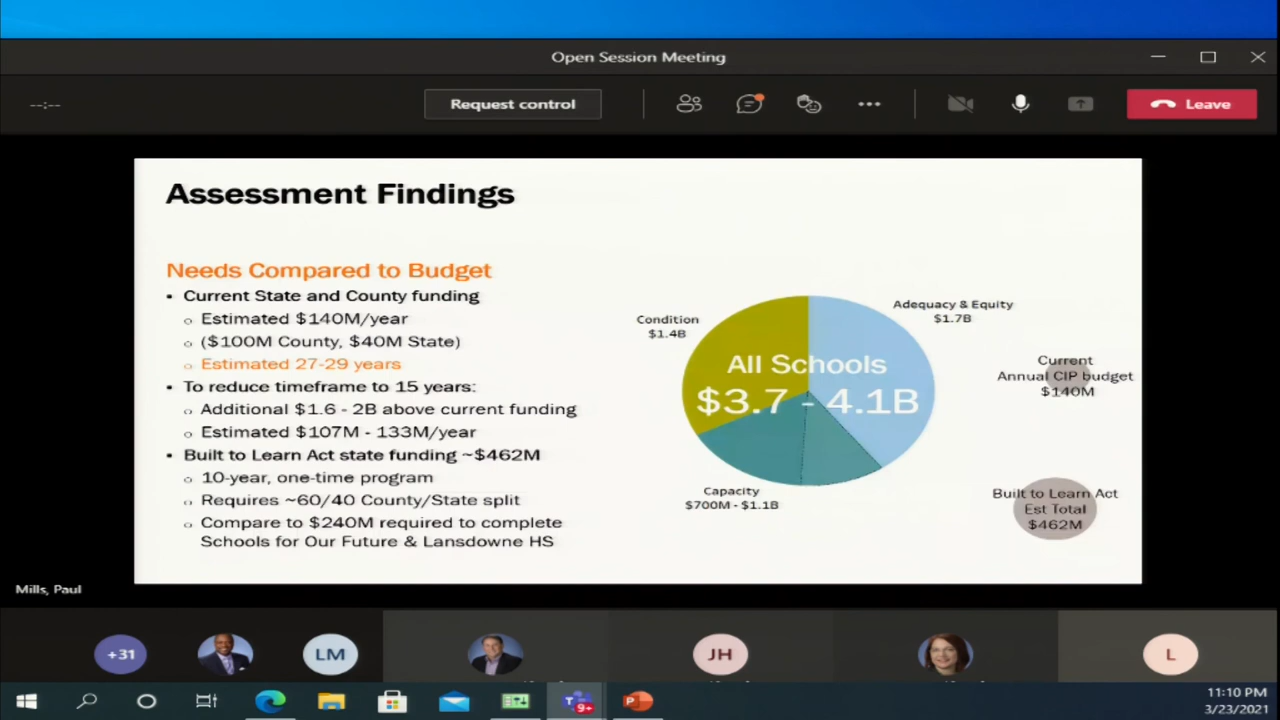 Open Session Meeting
--:--
Request control
Leave
Assessment Findings
Needs Compared to Budget
• Current State and County funding
o Estimated $140M/year
o ($100M County, $40M State)
o Estimated 27-29 years
• To reduce timeframe to 15 years:
o Additional $1.6 - 2B above current funding
o Estimated $107M - 133M/year
• Built to Learn Act state funding ~$462M
o 10-year, one-time program
o Requires ~60/40 County/State split
o Compare to $240M required to complete
Schools for Our Future & Lansdowne HS
Condition
$1.4B
Adequacy & Equity
$1.7B
All Schools
$3.7 - 4.1B
Capacity
$700M - $1.1B
Current
Annual CIP budget
$140M
Built to Learn Act
Est Total
$462M
Mills, Paul
+31
LM
JH
L
T
9+
P
11:10 PM
3/23/2021